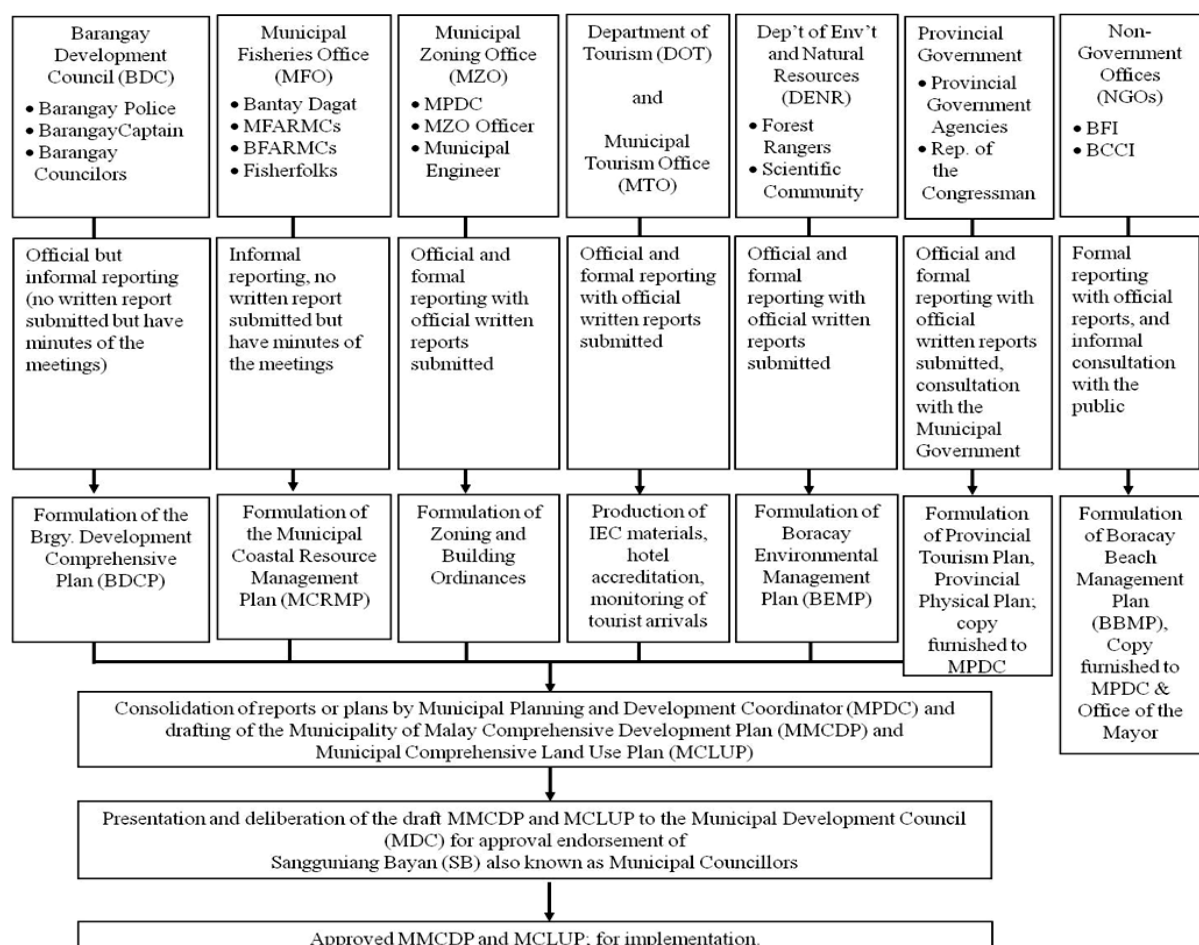 Barangay
Development
Council (BDC)
• Barangay Police
• BarangayCaptain
• Barangay
Councilors
Municipal
Fisheries Office
(MFO)
• Bantay Dagat
• MFARMCs
• BFARMCs
• Fisherfolks
Municipal
Zoning Office
(MZO)
• MPDC
• MZO Officer
• Municipal
Engineer
Department of
Tourism (DOT)
and
Municipal
Tourism Office
(MTO)
Dep't of Env't
and Natural
Resources
(DENR)
• Forest
Rangers
• Scientific
Community
Provincial
Government
• Provincial
Government
Agencies
• Rep. of
the
Congressman
Non-
Government
Offices
(NGOs)
• BFI
• BCCI
Official but
informal reporting
(no written report
submitted but have
minutes of the
meetings)
Informal
reporting, no
written report
submitted but
have minutes of
the meetings
Official and
formal
reporting with
official written
reports
submitted
Official and
formal reporting
with official
written reports
submitted
Official and
formal
reporting with
official written
reports
submitted
Official and
formal
reporting with
official
written reports
submitted,
consultation
with the
Municipal
Government
Formal
reporting
with official
reports, and
informal
consultation
with the
public
Formulation of the
Brgy. Development
Comprehensive
Plan (BDCP)
Formulation of
the Municipal
Coastal Resource
Management
Plan (MCRMP)
Formulation of
Zoning and
Building
Ordinances
Production of
IEC materials,
hotel
accreditation,
monitoring of
tourist arrivals
Formulation of
Boracay
Environmental
Management
Plan (BEMP)
Formulation
of Provincial
Tourism Plan,
Provincial
Physical Plan;
copy
furnished to
MPDC
Formulation
of Boracay
Beach
Management
Plan
(BBMP),
Copy
furnished to
MPDC &
Office of the
Mayor
Consolidation of reports or plans by Municipal Planning and Development Coordinator (MPDC) and
drafting of the Municipality of Malay Comprehensive Development Plan (MMCDP) and
Municipal Comprehensive Land Use Plan (MCLUP)
Presentation and deliberation of the draft MMCDP and MCLUP to the Municipal Development Council
(MDC) for approval endorsement of
Sangguniang Bayan (SB) also known as Municipal Councillors
Approved MMCDP and MCLUP; for implementation.